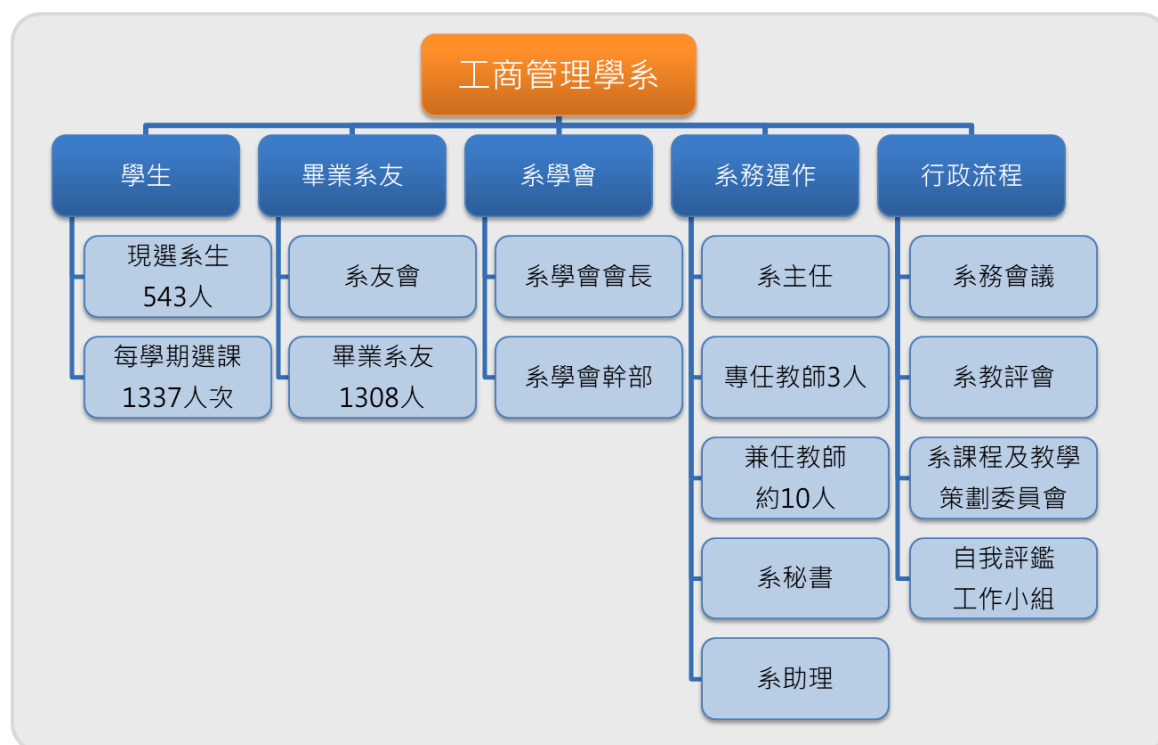 工商管理學系
學生
現選系生
543人
每學期選課
1337人次
畢業系友
系友會
畢業系友
1308人
系學會
系學會會長
系學會幹部
系務運作
系主任
專任教師3人
兼任教師
約10人
系秘書
系助理
行政流程
系務會議
系教評會
系課程及教學
策劃委員會
自我評鑑
工作小組